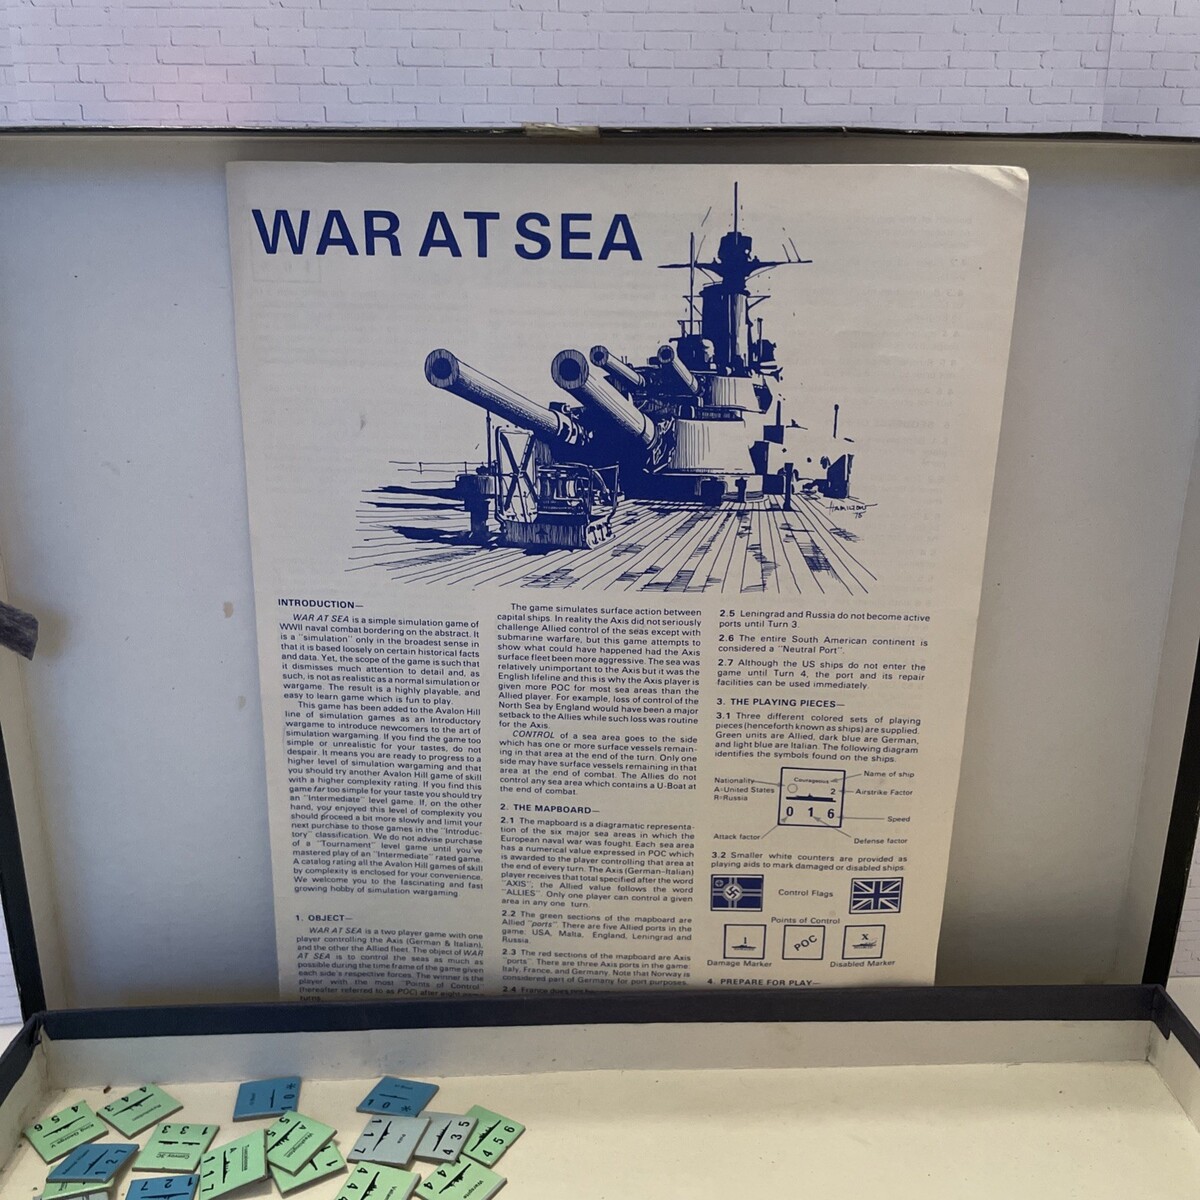 WAR AT SEA
HAMILTON
75
INTRODUCTION—
WAR AT SEA is a simple simulation game of
WWII naval combat bordering on the abstract. It
is a "simulation" only in the broadest sense in
that it is based loosely on certain historical facts
and data. Yet, the scope of the game is such that
it dismisses much attention to detail and, as
such, is not as realistic as a normal simulation or
wargame. The result is a highly playable, and
easy to learn game which is fun to play.
This game has been added to the Avalon Hill
line of simulation games as an Introductory
wargame to introduce newcomers to the art of
simulation wargaming. If you find the game too
simple or unrealistic for your tastes, do not
despair. It means you are ready to progress to a
higher level of simulation wargaming and that
you should try another Avalon Hill game of skill
with a higher complexity rating. If you find this
game far too simple for your taste you should try
an "Intermediate" level game. If, on the other
hand, you enjoyed this level of complexity you
should proceed a bit more slowly and limit your
next purchase to those games in the "Introduc-
tory" classification. We do not advise purchase
of a "Tournament" level game until you've
mastered play of an "Intermediate" rated game.
A catalog rating all the Avalon Hill games of skill
by complexity is enclosed for your convenience.
We welcome you to the fascinating and fast
growing hobby of simulation wargaming.
1. OBJECT—
WAR AT SEA is a two player game with one
player controlling the Axis (German & Italian),
and the other the Allied fleet. The object of WAR
AT SEA is to control the seas as much as
possible during the time frame of the game given
each side's respective forces. The winner is the
player with the most "Points of Control"
(hereafter referred to as POC) after eight game
turns.
The game simulates surface action between
capital ships. In reality the Axis did not seriously
challenge Allied control of the seas except with
submarine warfare, but this game attempts to
show what could have happened had the Axis
surface fleet been more aggressive. The sea was
relatively unimportant to the Axis but it was the
English lifeline and this is why the Axis player is
given more POC for most sea areas than the
Allied player. For example, loss of control of the
North Sea by England would have been a major
setback to the Allies while such loss was routine
for the Axis.
CONTROL of a sea area goes to the side
which has one or more surface vessels remain-
ing in that area at the end of the turn. Only one
side may have surface vessels remaining in that
area at the end of combat. The Allies do not
control any sea area which contains a U-Boat at
the end of combat.
2. THE MAPBOARD—
2.1 The mapboard is a diagramatic representa-
tion of the six major sea areas in which the
European naval war was fought. Each sea area
has a numerical value expressed in POC which
is awarded to the player controlling that area at
the end of every turn. The Axis (German-Italian)
player receives that total specified after the word
"AXIS"; the Allied value follows the word
"ALLIES". Only one player can control a given
area in any one turn.
2.2 The green sections of the mapboard are
Allied "ports". There are five Allied ports in the
game: USA, Malta, England, Leningrad and
Russia.
2.3 The red sections of the mapboard are Axis
"ports". There are three Axis ports in the game:
Italy, France, and Germany. Note that Norway is
considered part of Germany for port purposes.
2.4 France does
2.5 Leningrad and Russia do not become active
ports until Turn 3.
2.6 The entire South American continent is
considered a "Neutral Port".
2.7 Although the US ships do not enter the
game until Turn 4, the port and its repair
facilities can be used immediately.
3. THE PLAYING PIECES—
3.1 Three different colored sets of playing
pieces (henceforth known as ships) are supplied.
Green units are Allied, dark blue are German,
and light blue are Italian. The following diagram
identifies the symbols found on the ships.
Nationality
A-United States
R-Russia
Attack factor
Courageous
2
0 1 6
Name of ship
Airstrike Factor
Speed
Defense factor
3.2 Smaller white counters are provided as
playing aids to mark damaged or disabled ships.
Control Flags
Points of Control
POC
X
Damage Marker
Disabled Marker
4. PREPARE FOR PLAY—
King George V
4 5 6
4 4 3
1 3 3
1 2 7
1 2 7
4 3 5
4 5 6